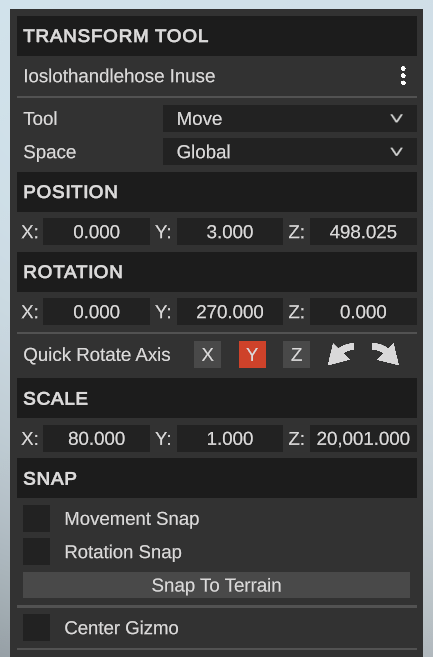 TRANSFORM TOOL
Ioslothandlehose Inuse
Tool Move
Space Global
POSITION
X: 0.000 Y: 3.000 Z: 498.025
ROTATION
X: 0.000 Y: 270.000 Z: 0.000
Quick Rotate Axis X Y Z
SCALE
X: 80.000 Y: 1.000 Z: 20,001.000
SNAP
Movement Snap
Rotation Snap
Snap To Terrain
Center Gizmo